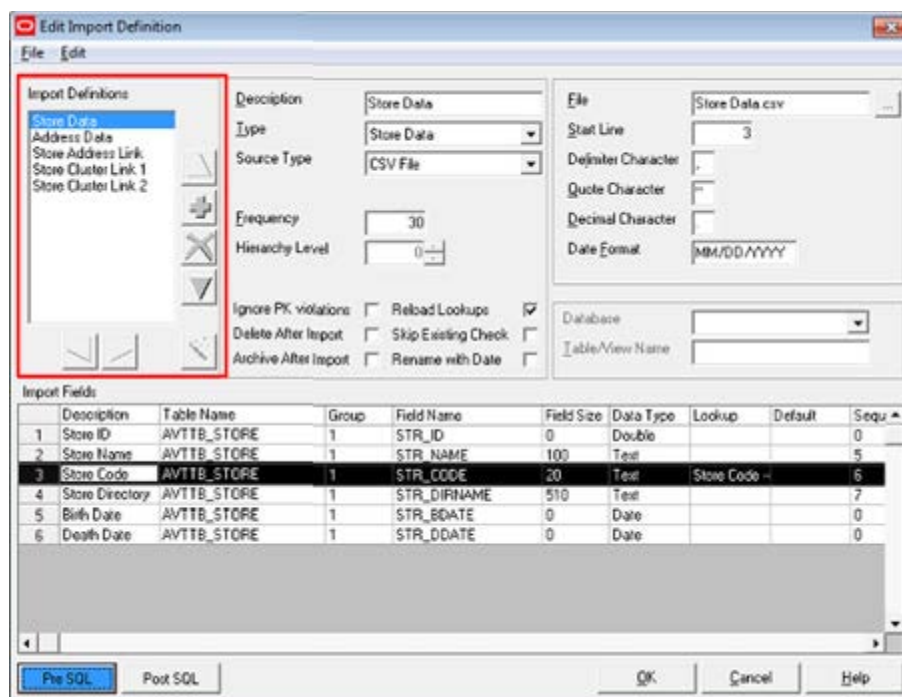 Edit Import Definition
File Edit
Import Definitions
Store Data
Address Data
Store Address Link
Store Cluster Link 1
Store Cluster Link 2
Description Store Data
Type Store Data
Source Type CSV File
Frequency 30
Hierarchy Level 0
Ignore PK violations Reload Lookups
Delete After Import Skip Existing Check
Archive After Import Rename with Date
File Store Data.csv ...
Start Line 3
Delimiter Character
Quote Character "
Decimal Character
Date Format MM/DD/YYYY
Database
Table/View Name
Import Fields
Description Table Name Group Field Name Field Size Data Type Lookup Default Sequ
1 Store ID AVTTB_STORE 1 STR_ID 0 Double 0
2 Store Name AVTTB_STORE 1 STR_NAME 100 Text 5
3 Store Code AVTTB_STORE 1 STR_CODE 20 Text Store Code - 6
4 Store Directory AVTTB_STORE 1 STR_DIRNAME 510 Text 7
5 Birth Date AVTTB_STORE 1 STR_BDATE 0 Date 0
6 Death Date AVTTB_STORE 1 STR_DDATE 0 Date 0
Pre SQL Post SQL OK Cancel Help